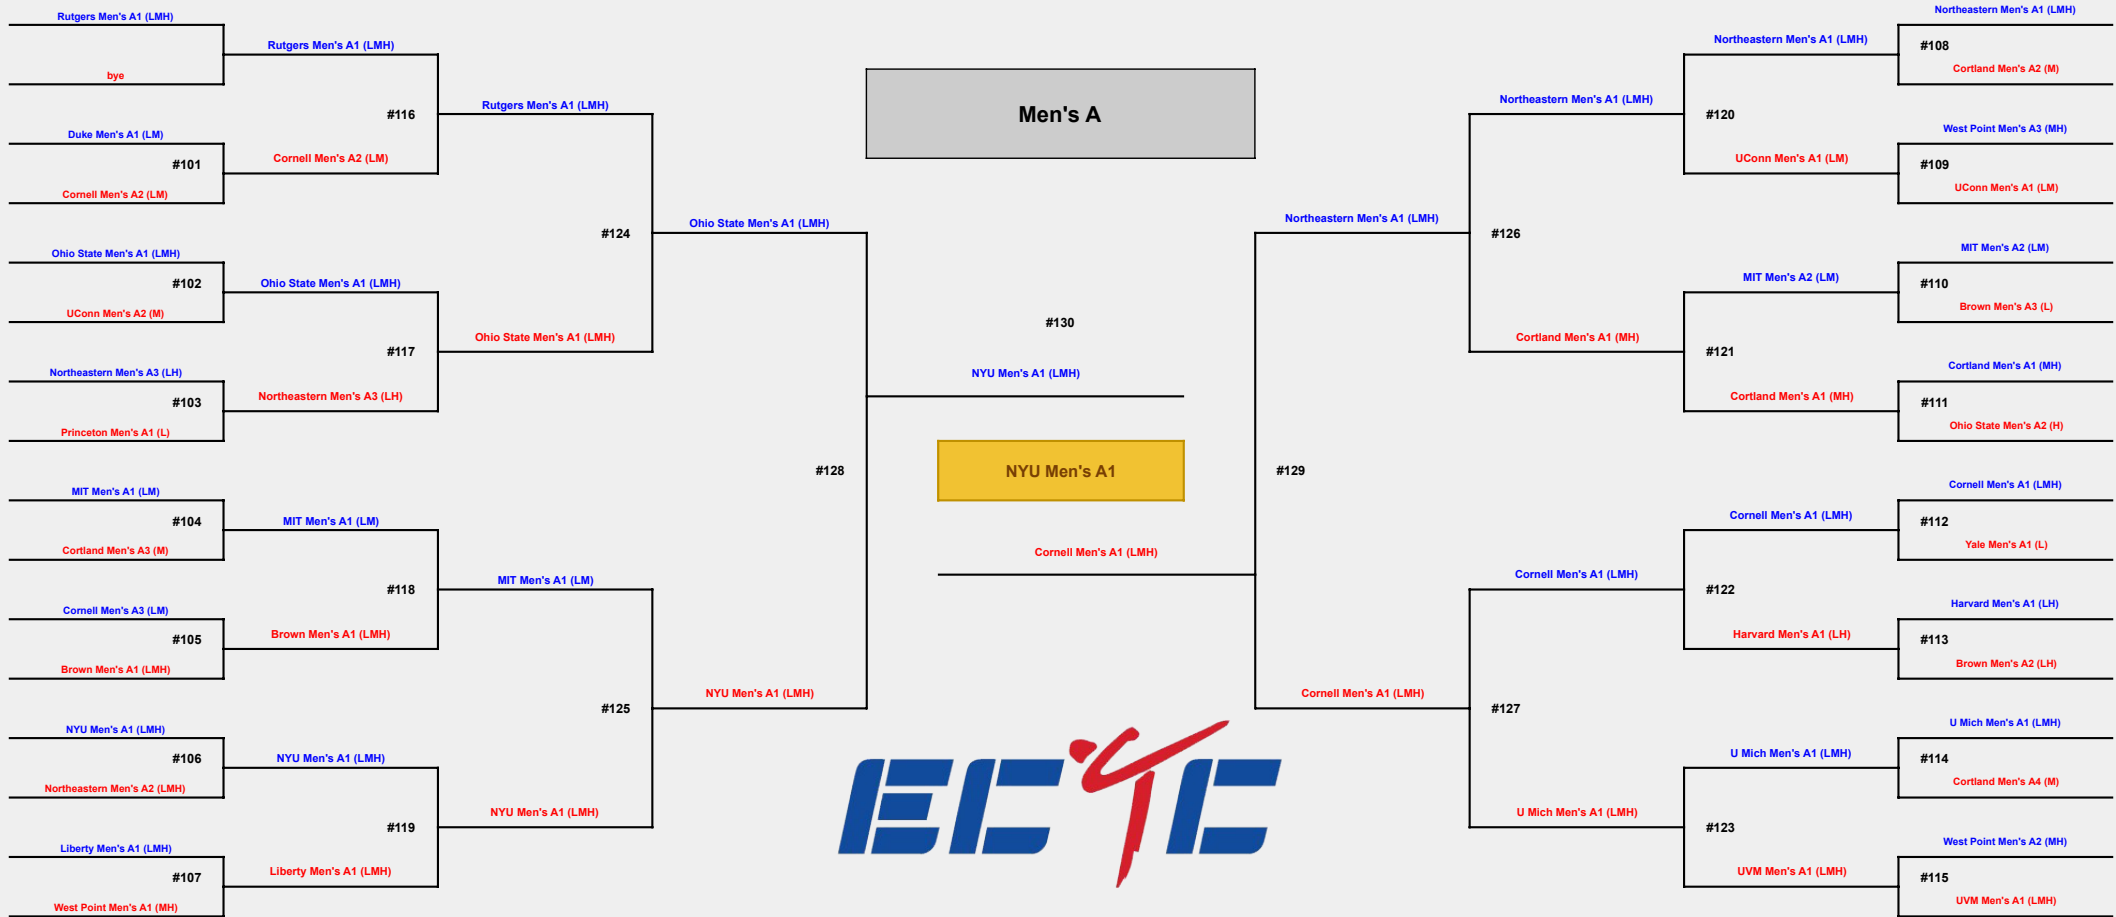 Rutgers Men's A1 (LMH)
bye
Duke Men's A1 (LM)
#101
Cornell Men's A2 (LM)
Ohio State Men's A1 (LMH)
#102
UConn Men's A2 (M)
Northeastern Men's A3 (LH)
#103
Princeton Men's A1 (L)
MIT Men's A1 (LM)
#104
Cortland Men's A3 (M)
Cornell Men's A3 (LM)
#105
Brown Men's A1 (LMH)
NYU Men's A1 (LMH)
#106
Northeastern Men's A2 (LMH)
Liberty Men's A1 (LMH)
#107
West Point Men's A1 (MH)
Rutgers Men's A1 (LMH)
#116
Cornell Men's A2 (LM)
Ohio State Men's A1 (LMH)
#117
Northeastern Men's A3 (LH)
MIT Men's A1 (LM)
#118
Brown Men's A1 (LMH)
NYU Men's A1 (LMH)
#119
Liberty Men's A1 (LMH)
Rutgers Men's A1 (LMH)
#124
Ohio State Men's A1 (LMH)
MIT Men's A1 (LM)
#125
NYU Men's A1 (LMH)
Ohio State Men's A1 (LMH)
#128
NYU Men's A1 (LMH)
Men's A
#130
NYU Men's A1 (LMH)
NYU Men's A1
Cornell Men's A1 (LMH)
ECTC
Northeastern Men's A1 (LMH)
#129
Cornell Men's A1 (LMH)
Northeastern Men's A1 (LMH)
#126
Cortland Men's A1 (MH)
Cornell Men's A1 (LMH)
#127
U Mich Men's A1 (LMH)
Northeastern Men's A1 (LMH)
#120
UConn Men's A1 (LM)
MIT Men's A2 (LM)
#121
Cortland Men's A1 (MH)
Cornell Men's A1 (LMH)
#122
Harvard Men's A1 (LH)
U Mich Men's A1 (LMH)
#123
UVM Men's A1 (LMH)
Northeastern Men's A1 (LMH)
#108
Cortland Men's A2 (M)
West Point Men's A3 (MH)
#109
UConn Men's A1 (LM)
MIT Men's A2 (LM)
#110
Brown Men's A3 (L)
Cortland Men's A1 (MH)
#111
Ohio State Men's A2 (H)
Cornell Men's A1 (LMH)
#112
Yale Men's A1 (L)
Harvard Men's A1 (LH)
#113
Brown Men's A2 (LH)
U Mich Men's A1 (LMH)
#114
Cortland Men's A4 (M)
West Point Men's A2 (MH)
#115
UVM Men's A1 (LMH)